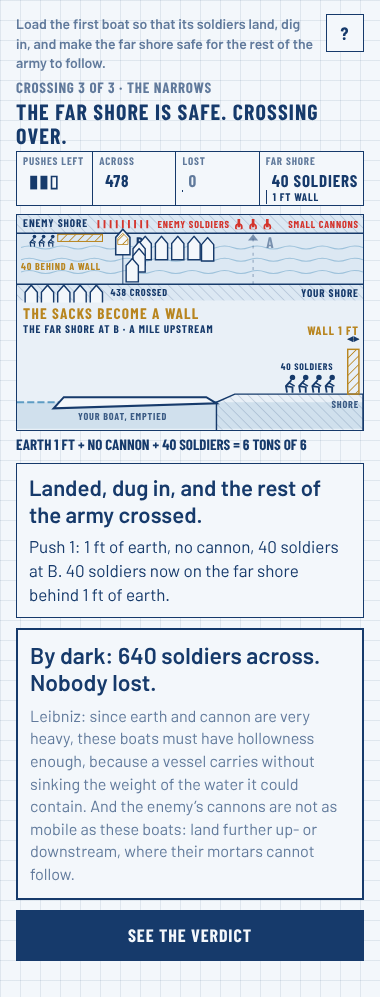 Load the first boat so that its soldiers land, dig
in, and make the far shore safe for the rest of the
army to follow.
?
CROSSING 3 OF 3 · THE NARROWS
THE FAR SHORE IS SAFE. CROSSING
OVER.
PUSHES LEFT
ACROSS
478
LOST
0
FAR SHORE
40 SOLDIERS
1 FT WALL
ENEMY SHORE
ENEMY SOLDIERS
SMALL CANNONS
A
40 BEHIND A WALL
438 CROSSED
YOUR SHORE
THE SACKS BECOME A WALL
THE FAR SHORE AT B · A MILE UPSTREAM
WALL 1 FT
40 SOLDIERS
SHORE
YOUR BOAT, EMPTIED
EARTH 1 FT + NO CANNON + 40 SOLDIERS = 6 TONS OF 6
Landed, dug in, and the rest of
the army crossed.
Push 1: 1 ft of earth, no cannon, 40 soldiers
at B. 40 soldiers now on the far shore
behind 1 ft of earth.
By dark: 640 soldiers across.
Nobody lost.
Leibniz: since earth and cannon are very
heavy, these boats must have hollowness
enough, because a vessel carries without
sinking the weight of the water it could
contain. And the enemy’s cannons are not as
mobile as these boats: land further up- or
downstream, where their mortars cannot
follow.
SEE THE VERDICT